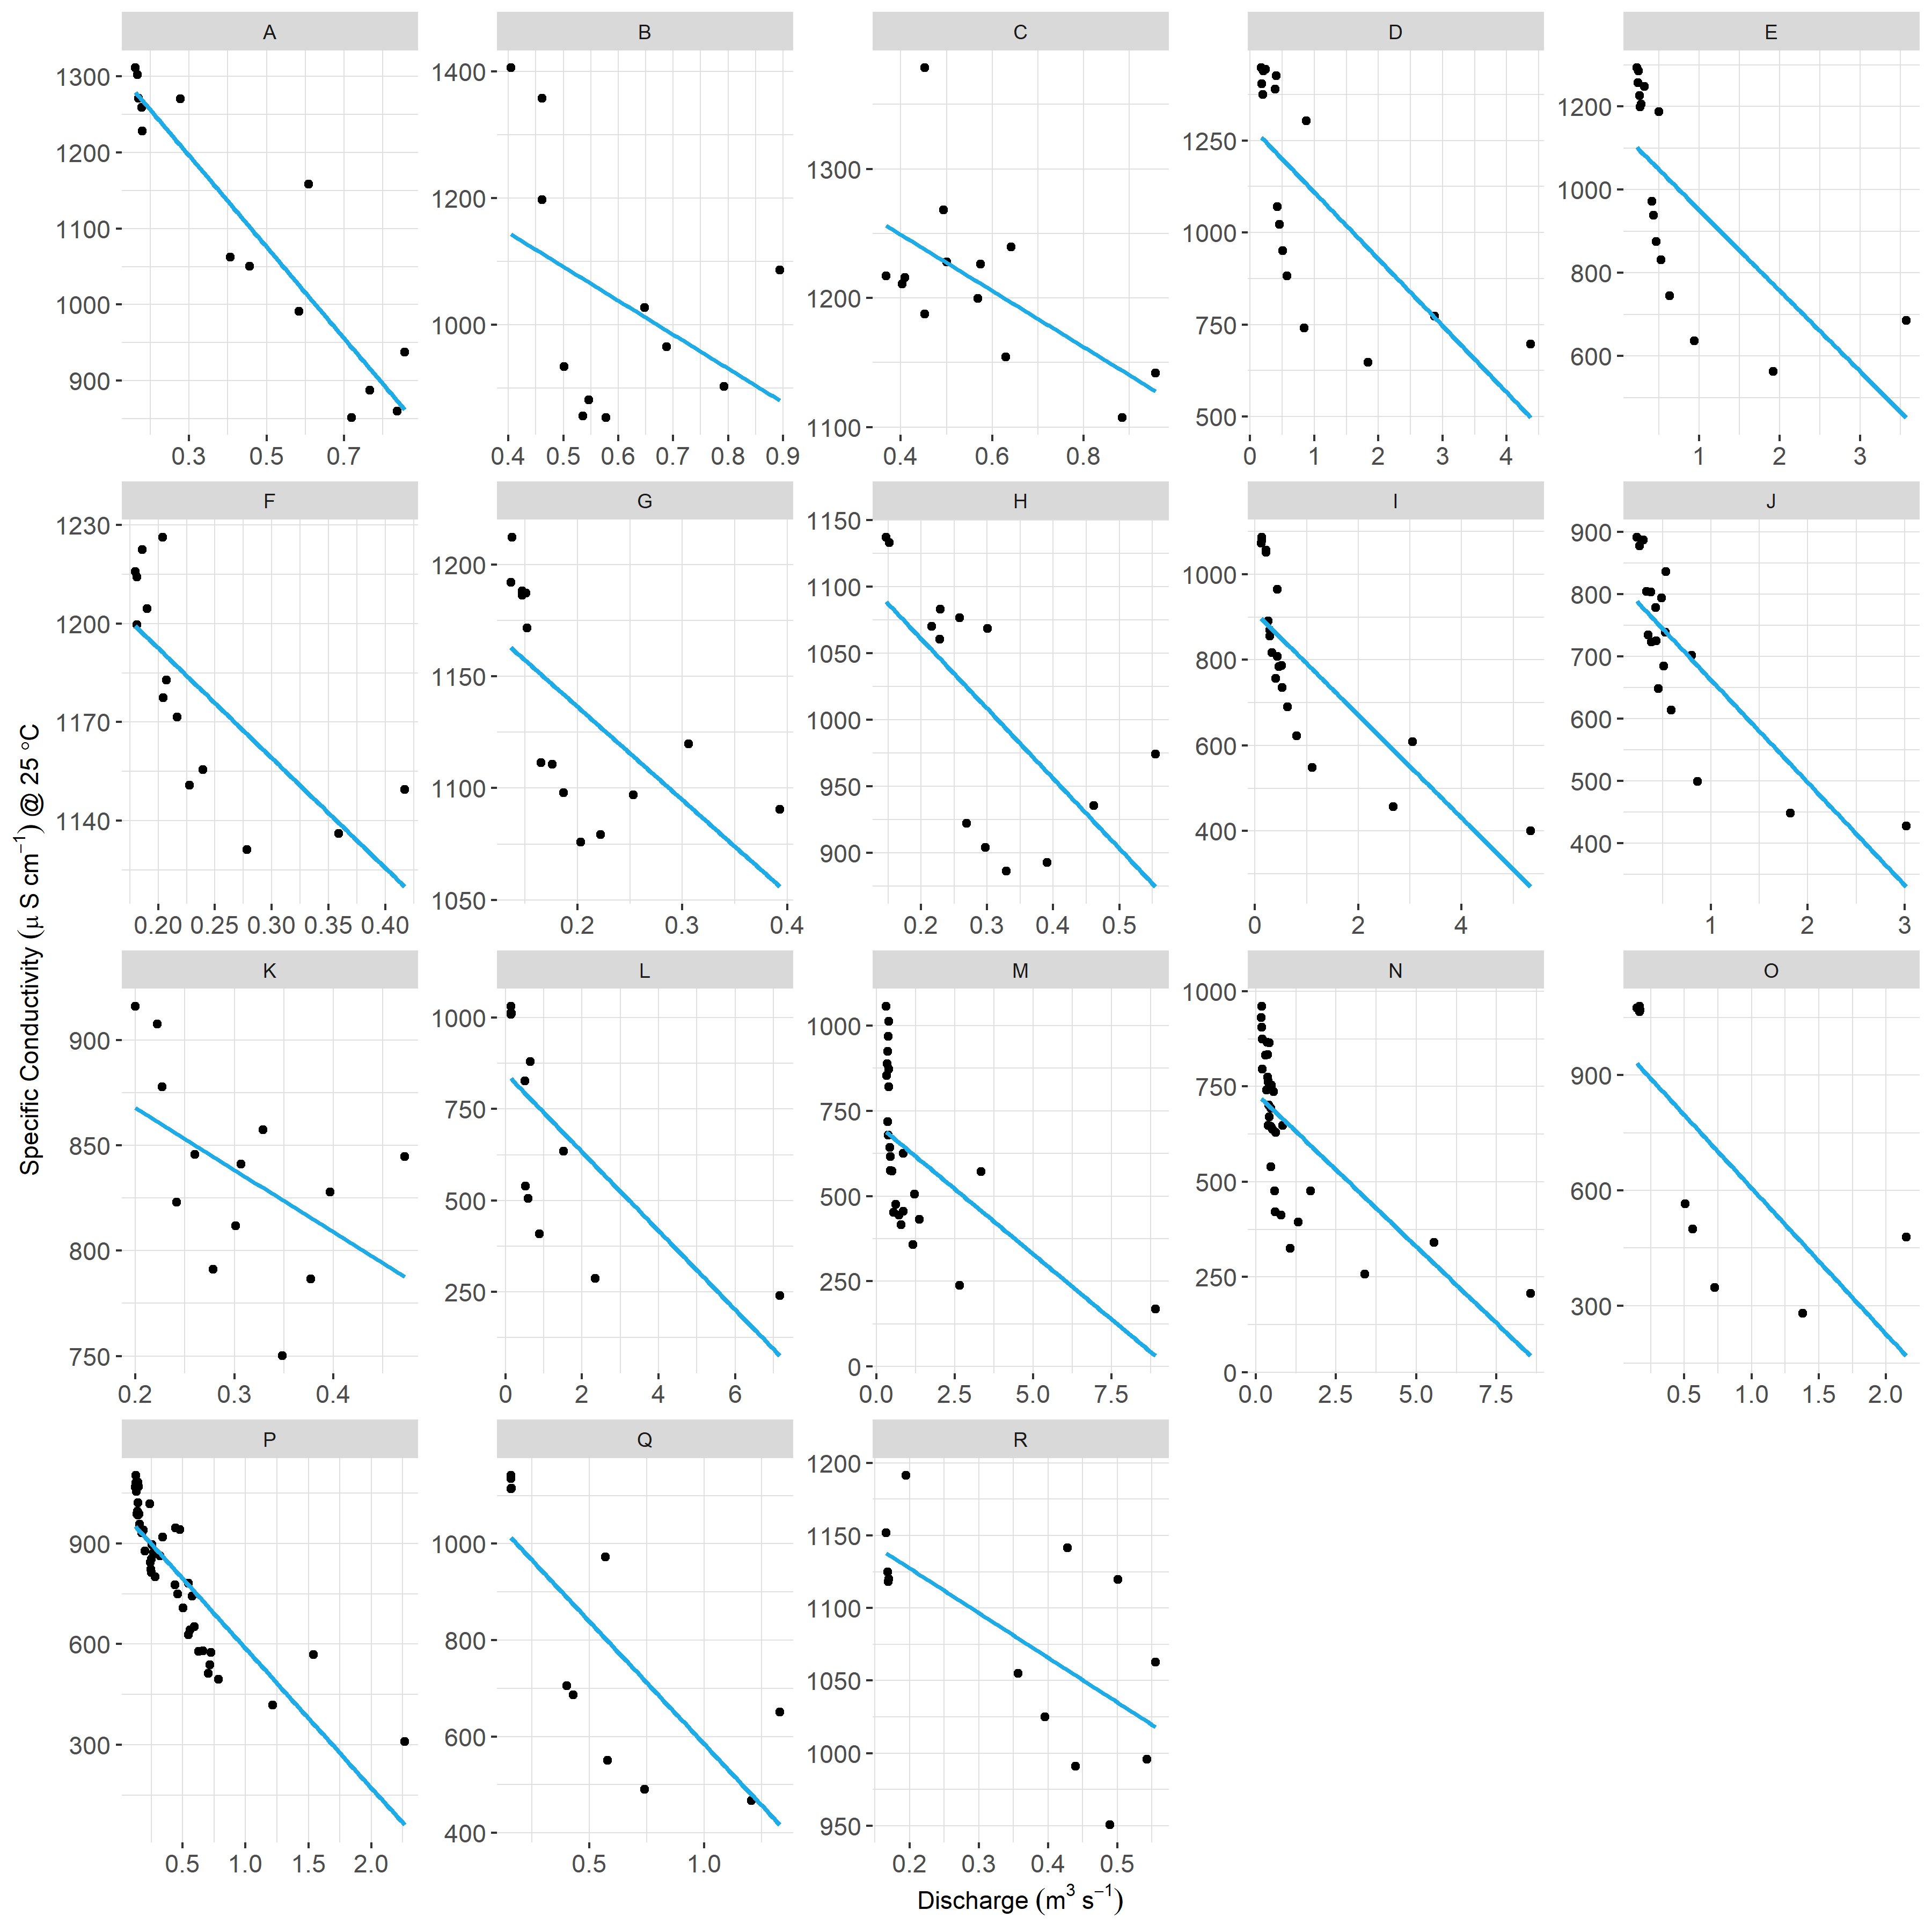 A B C D E
1300 1200 1100 1000 900
0.3 0.5 0.7
1400 1200 1000
0.4 0.5 0.6 0.7 0.8 0.9
1300 1200 1100
0.4 0.6 0.8
1250 1000 750 500
0 1 2 3 4
1200 1000 800 600
1 2 3
F G H I J
1230 1200 1170 1140
0.20 0.25 0.30 0.35 0.40
1200 1150 1100 1050
0.2 0.3 0.4
1150 1100 1050 1000 950 900
0.2 0.3 0.4 0.5
1000 800 600 400
0 2 4
900 800 700 600 500 400
1 2 3
Specific Conductivity (μ S cm⁻¹) @ 25 °C
K L M N O
900 850 800 750
0.2 0.3 0.4
1000 750 500 250
0 2 4 6
1000 750 500 250 0
0.0 2.5 5.0 7.5
1000 750 500 250 0
0.0 2.5 5.0 7.5
900 600 300
0.5 1.0 1.5 2.0
P Q R
900 600 300
0.5 1.0 1.5 2.0
1000 800 600 400
0.5 1.0
1200 1150 1100 1050 1000 950
0.2 0.3 0.4 0.5
Discharge (m³ s⁻¹)